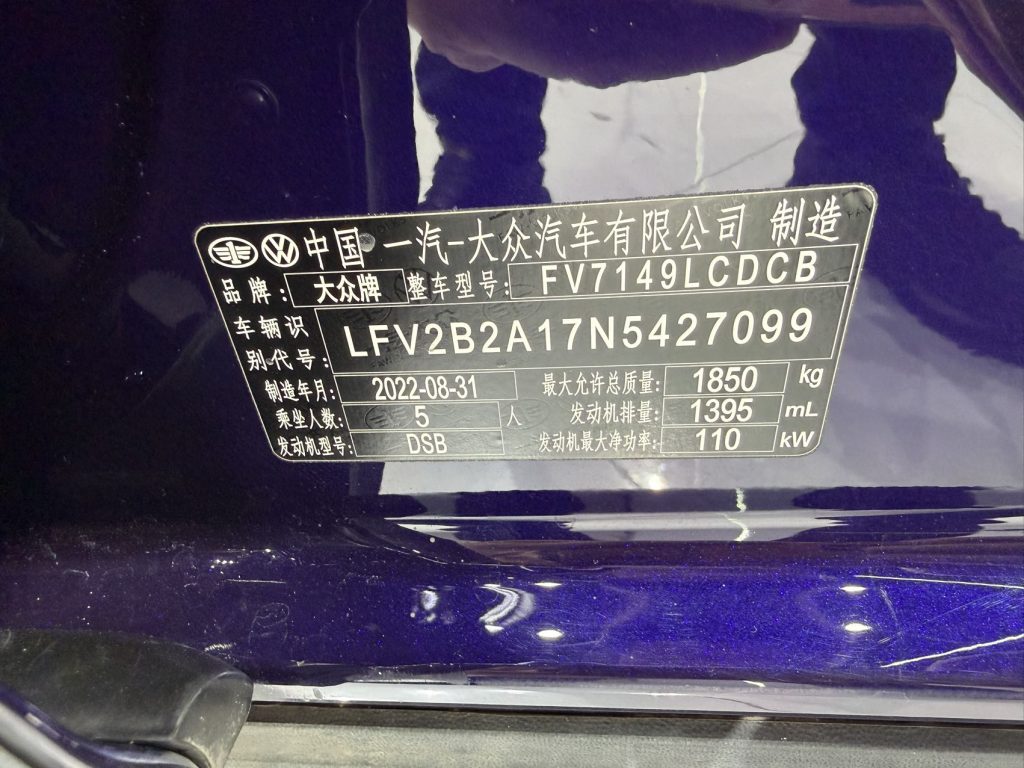 中国 一汽-大众汽车有限公司 制造
品牌: 大众牌 整车型号: FV7149LCDCB
车辆识别代号: LFV2B2A17N5427099
制造年月: 2022-08-31 最大允许总质量: 1850 kg
乘坐人数: 5 人 发动机排量: 1395 mL
发动机型号: DSB 发动机最大净功率: 110 kW